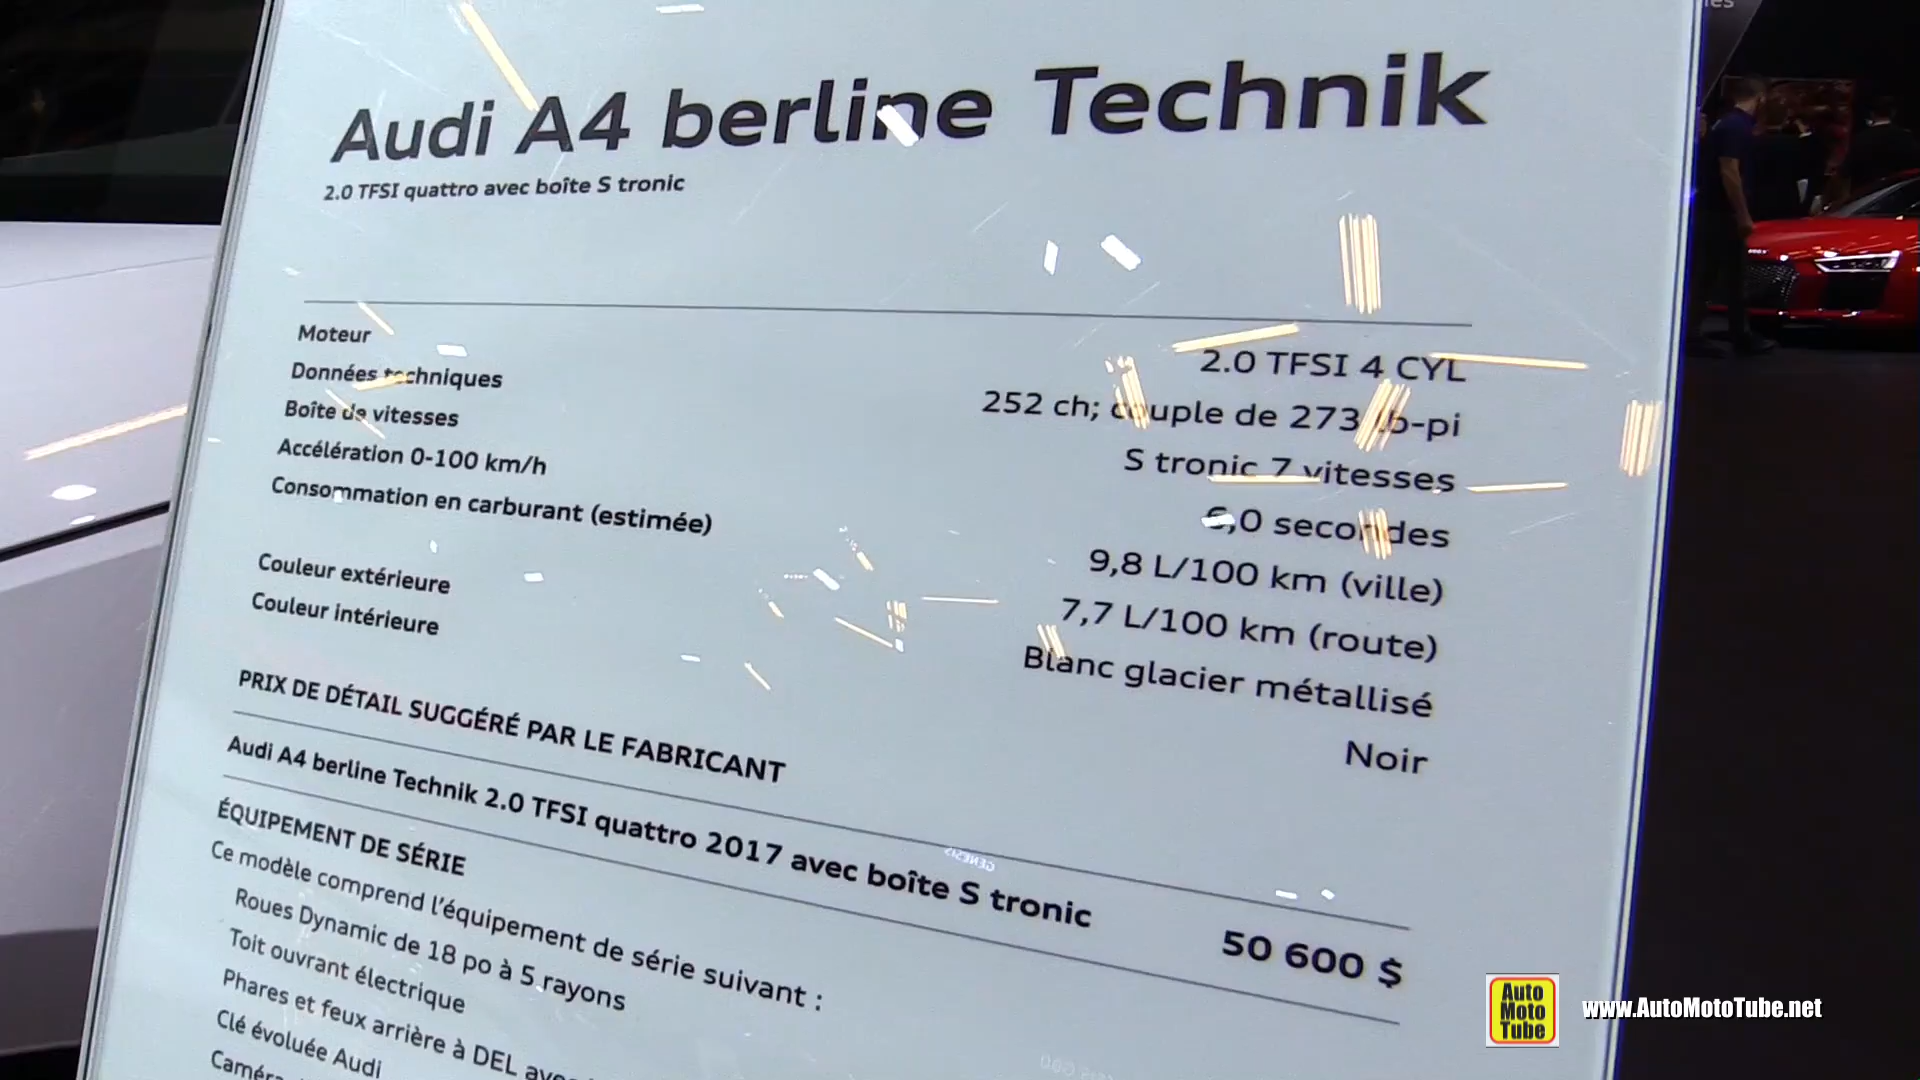 Audi A4 berline Technik
2.0 TFSI quattro avec boîte S tronic
Moteur 2.0 TFSI 4 CYL
Données techniques 252 ch; couple de 273 lb-pi
Boîte de vitesses S tronic 7 vitesses
Accélération 0-100 km/h 6,0 secondes
Consommation en carburant (estimée) 9,8 L/100 km (ville)
7,7 L/100 km (route)
Couleur extérieure Blanc glacier métallisé
Couleur intérieure Noir
PRIX DE DÉTAIL SUGGÉRÉ PAR LE FABRICANT
Audi A4 berline Technik 2.0 TFSI quattro 2017 avec boîte S tronic 50 600 $
ÉQUIPEMENT DE SÉRIE
Ce modèle comprend l'équipement de série suivant :
Roues Dynamic de 18 po à 5 rayons
Toit ouvrant électrique
Phares et feux arrière à DEL
Clé évoluée Audi
Auto
Moto
Tube
www.AutoMotoTube.net